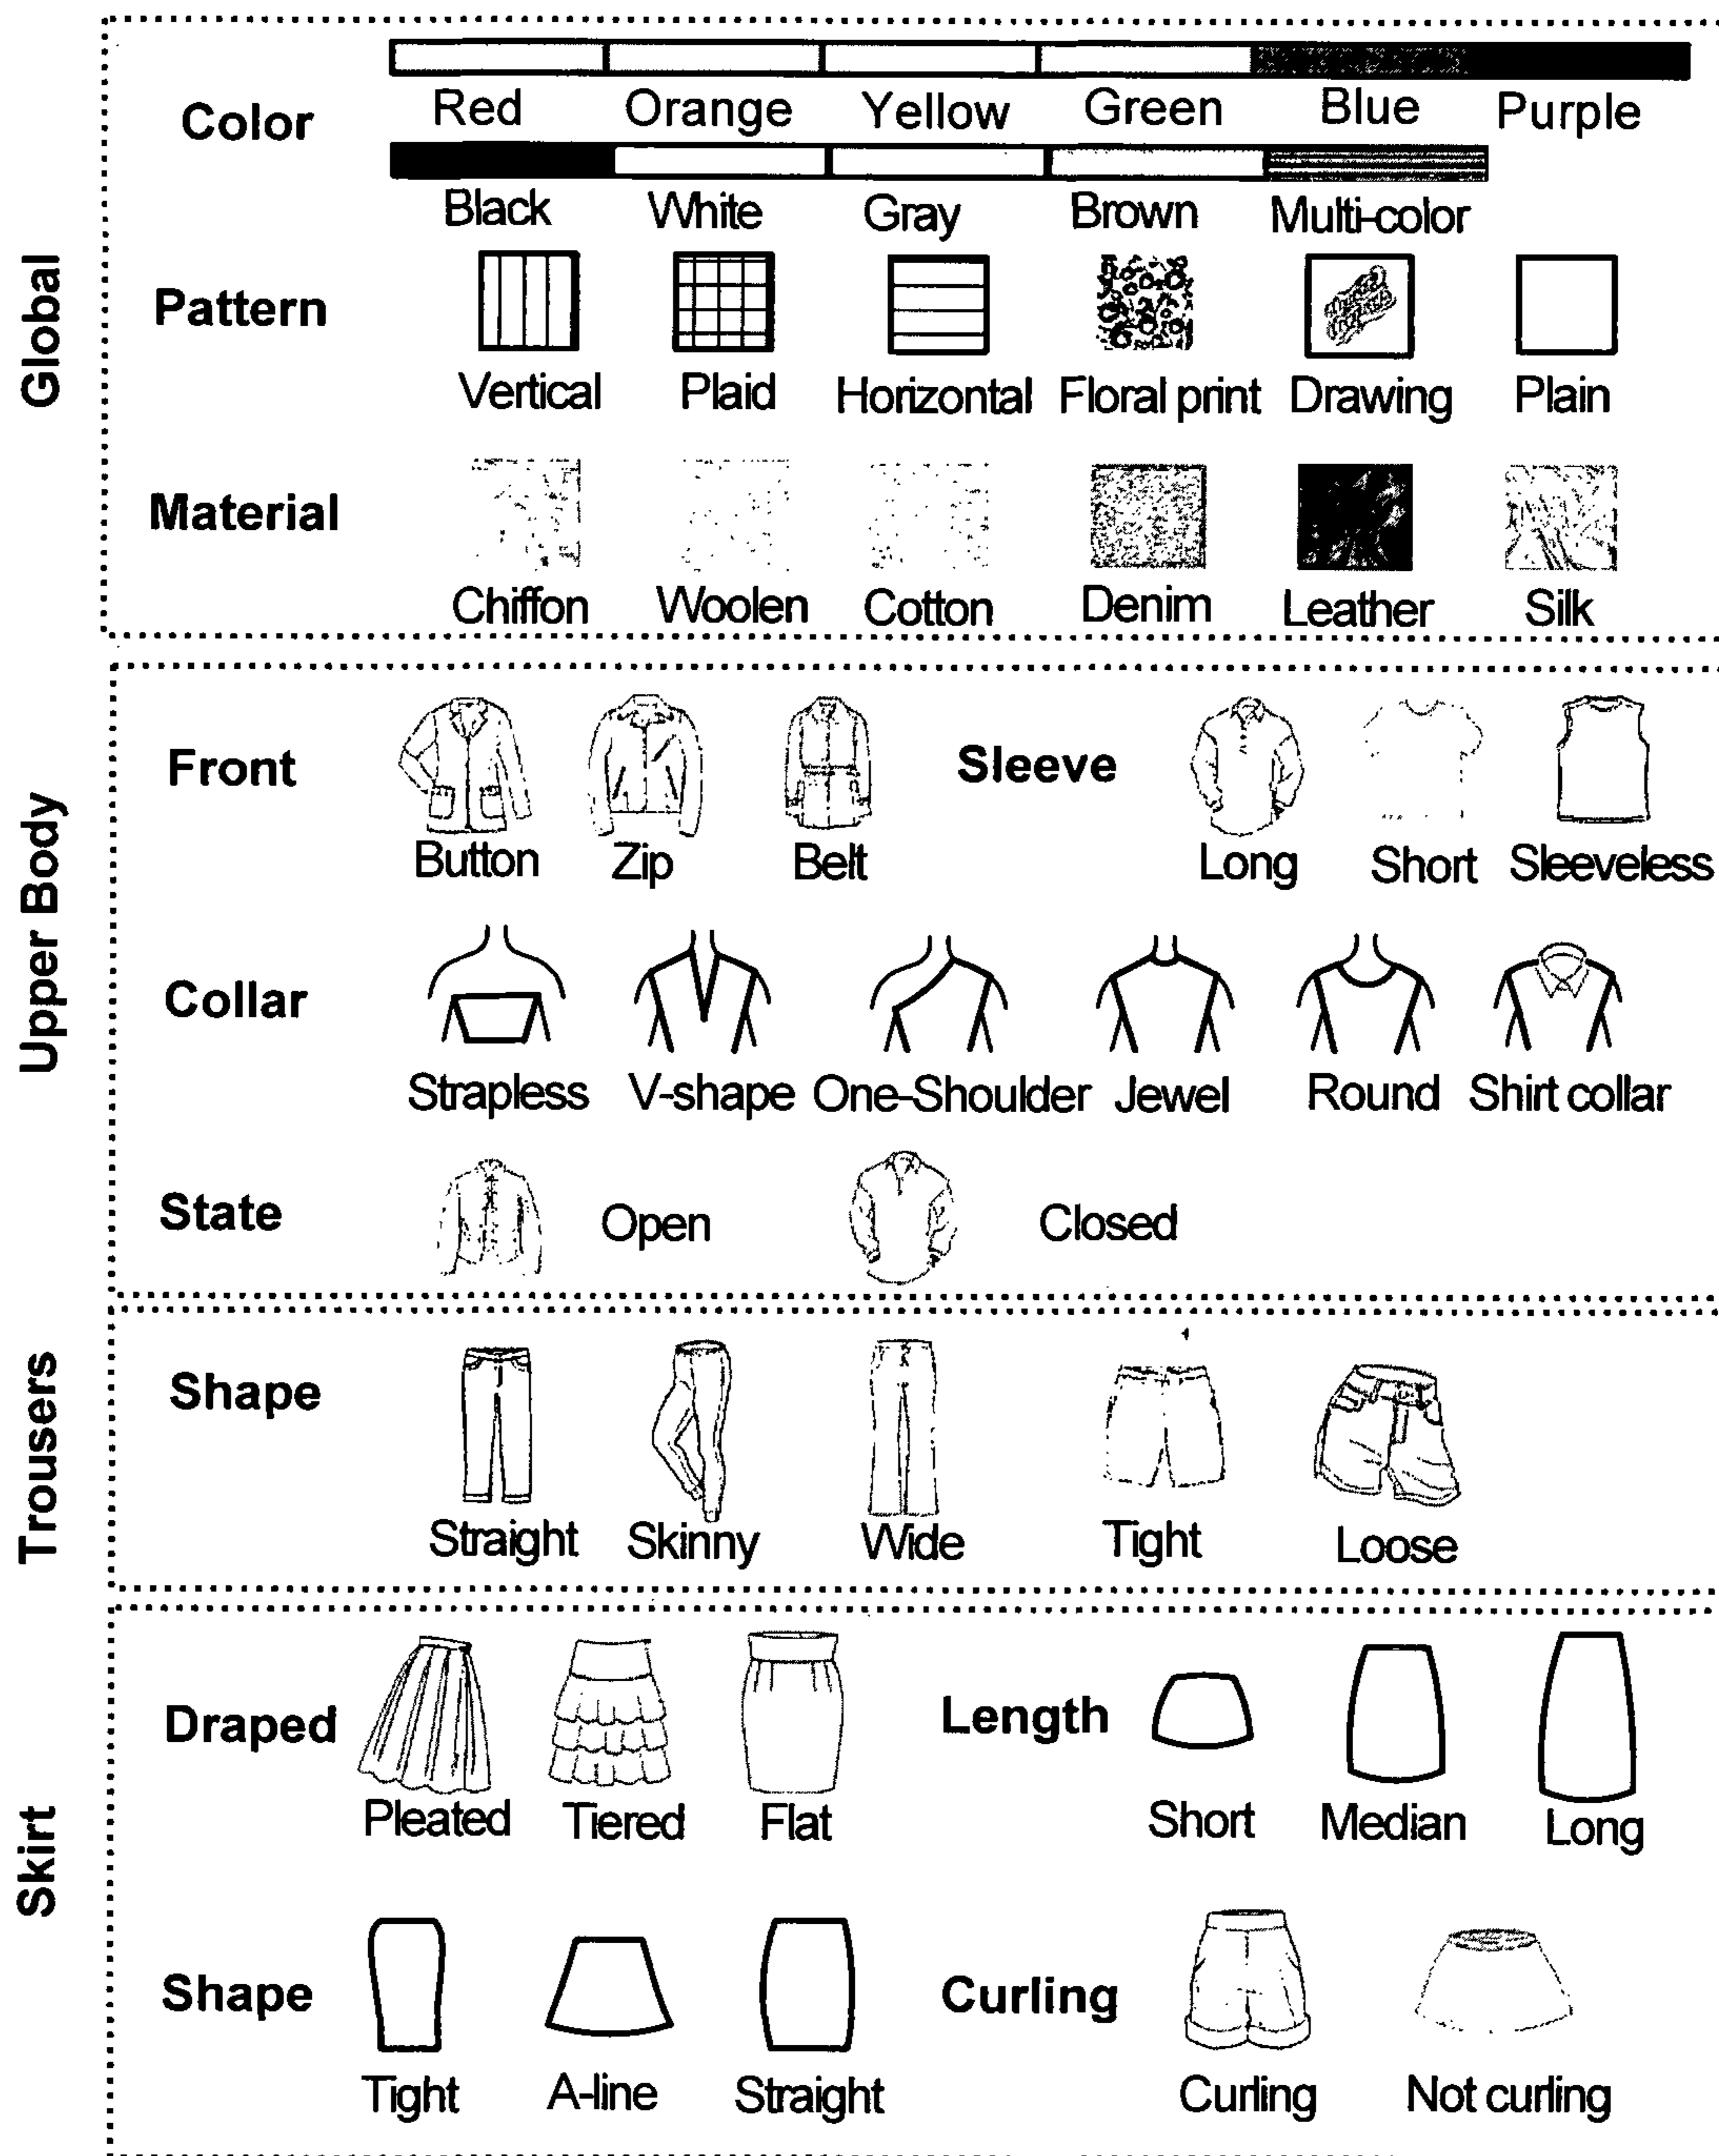 Global
Color
Red Orange Yellow Green Blue Purple
Black White Gray Brown Multi-color
Pattern
Vertical Plaid Horizontal Floral print Drawing Plain
Material
Chiffon Woolen Cotton Denim Leather Silk
Upper Body
Front
Button Zip Belt
Sleeve
Long Short Sleeveless
Collar
Strapless V-shape One-Shoulder Jewel Round Shirt collar
State
Open Closed
Trousers
Shape
Straight Skinny Wide Tight Loose
Skirt
Draped
Pleated Tiered Flat
Length
Short Median Long
Shape
Tight A-line Straight
Curling
Curling Not curling